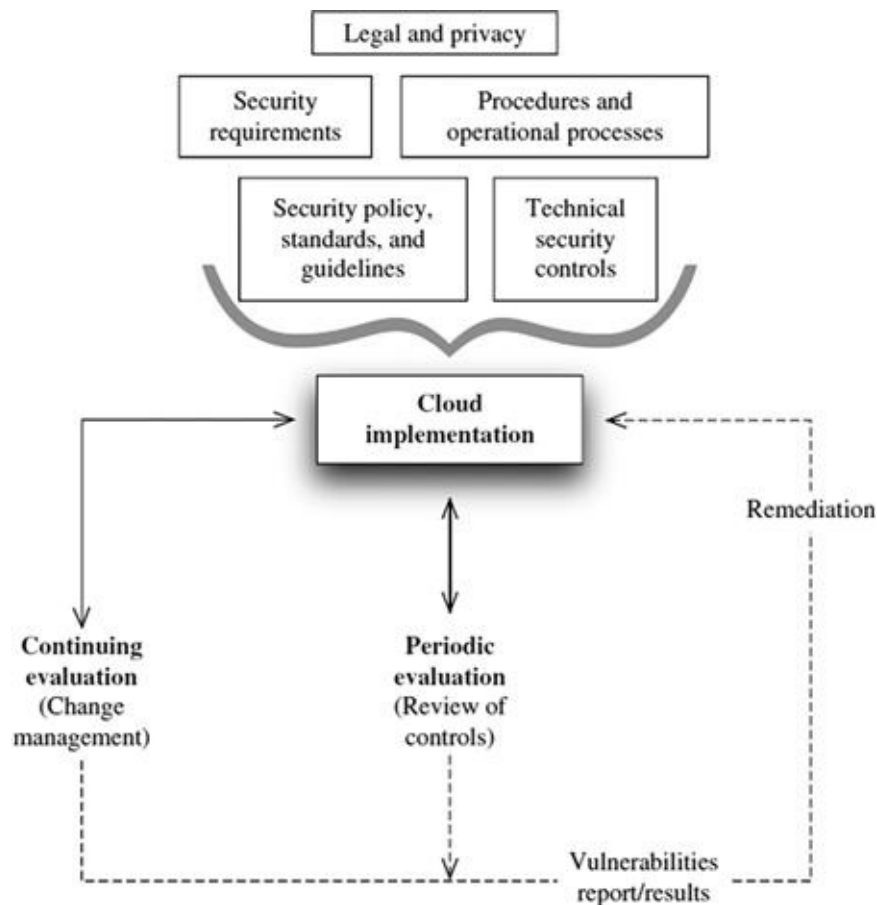 Legal and privacy
Security
requirements
Procedures and
operational processes
Security policy,
standards, and
guidelines
Technical
security
controls
Cloud
implementation
Remediation
Continuing
evaluation
(Change
management)
Periodic
evaluation
(Review of
controls)
Vulnerabilities
report/results